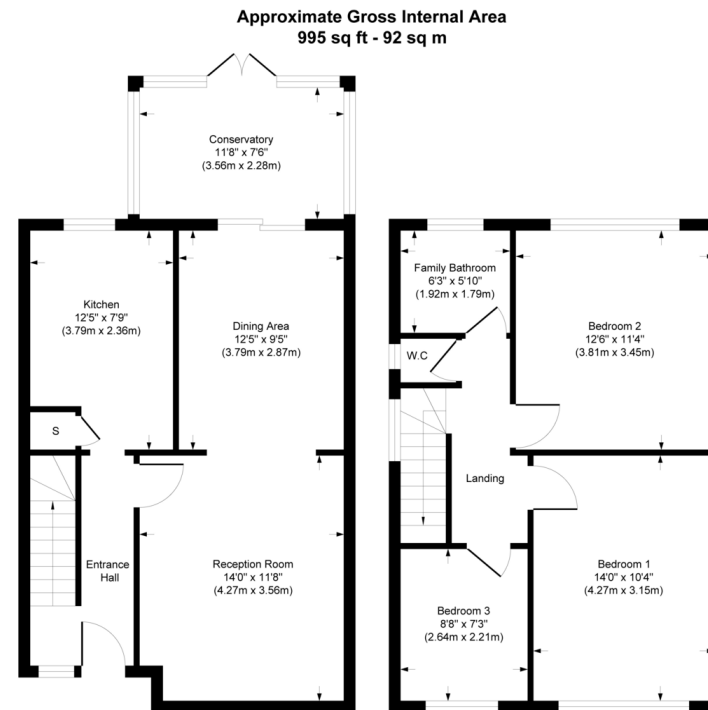 Approximate Gross Internal Area
995 sq ft - 92 sq m
Conservatory
11'8" x 7'6"
(3.56m x 2.28m)
Kitchen
12'5" x 7'9"
(3.79m x 2.36m)
Dining Area
12'5" x 9'5"
(3.79m x 2.87m)
S
Entrance
Hall
Reception Room
14'0" x 11'8"
(4.27m x 3.56m)
Family Bathroom
6'3" x 5'10"
(1.92m x 1.79m)
W.C
Bedroom 2
12'6" x 11'4"
(3.81m x 3.45m)
Landing
Bedroom 1
14'0" x 10'4"
(4.27m x 3.15m)
Bedroom 3
8'8" x 7'3"
(2.64m x 2.21m)